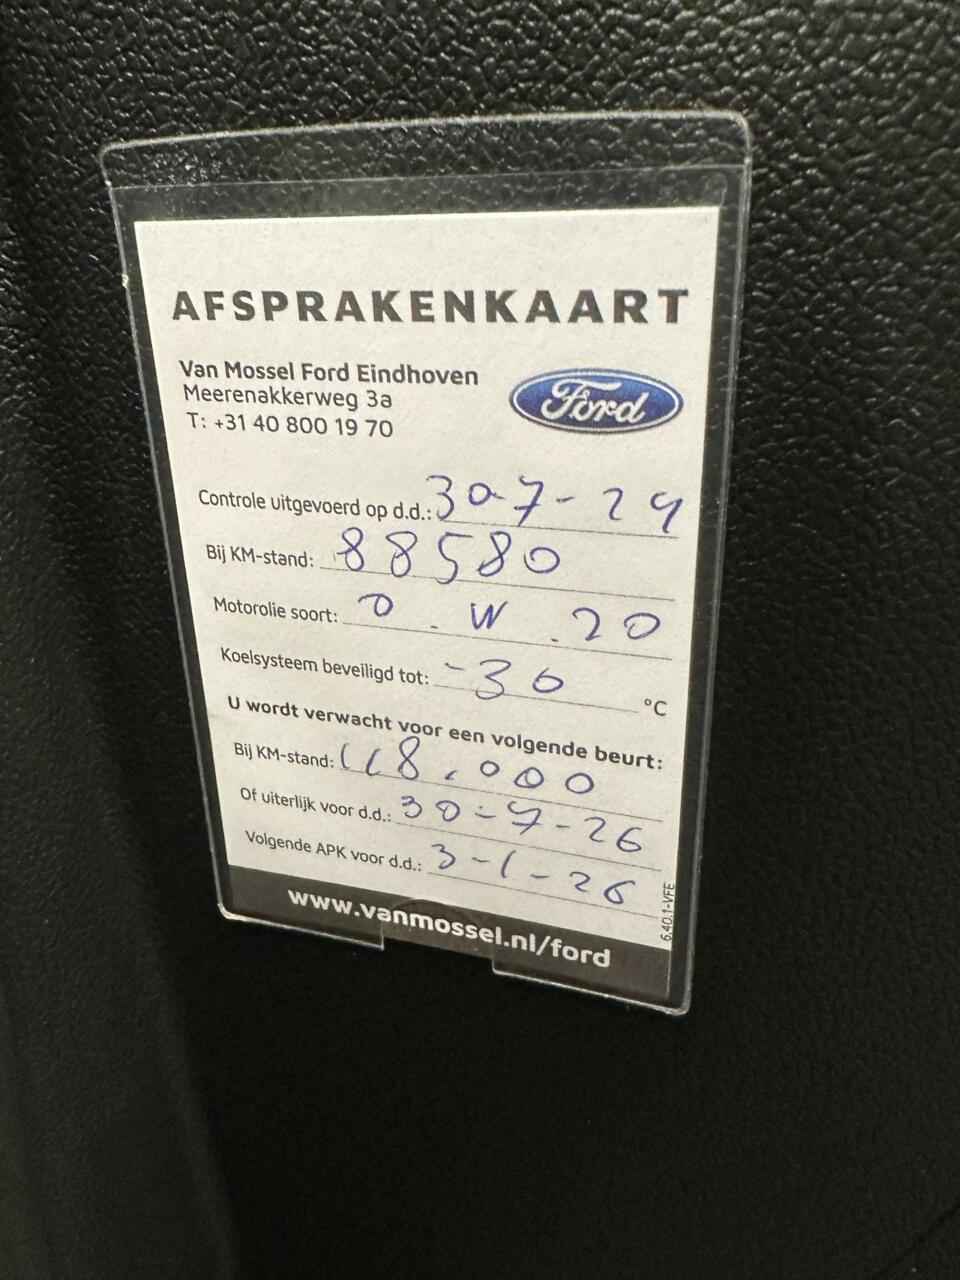 AFSPRAKENKAART
Van Mossel Ford Eindhoven
Meerenakkerweg 3a
T: +31 40 800 19 70
Ford
Controle uitgevoerd op d.d.: 30-7-24
Bij KM-stand: 88580
Motorolie soort: 0.W.20
Koelsysteem beveiligd tot: -30 °C
U wordt verwacht voor een volgende beurt:
Bij KM-stand: 118.000
Of uiterlijk voor d.d.: 30-7-26
Volgende APK voor d.d.: 3-1-26
www.vanmossel.nl/ford
6.40.1-VFE